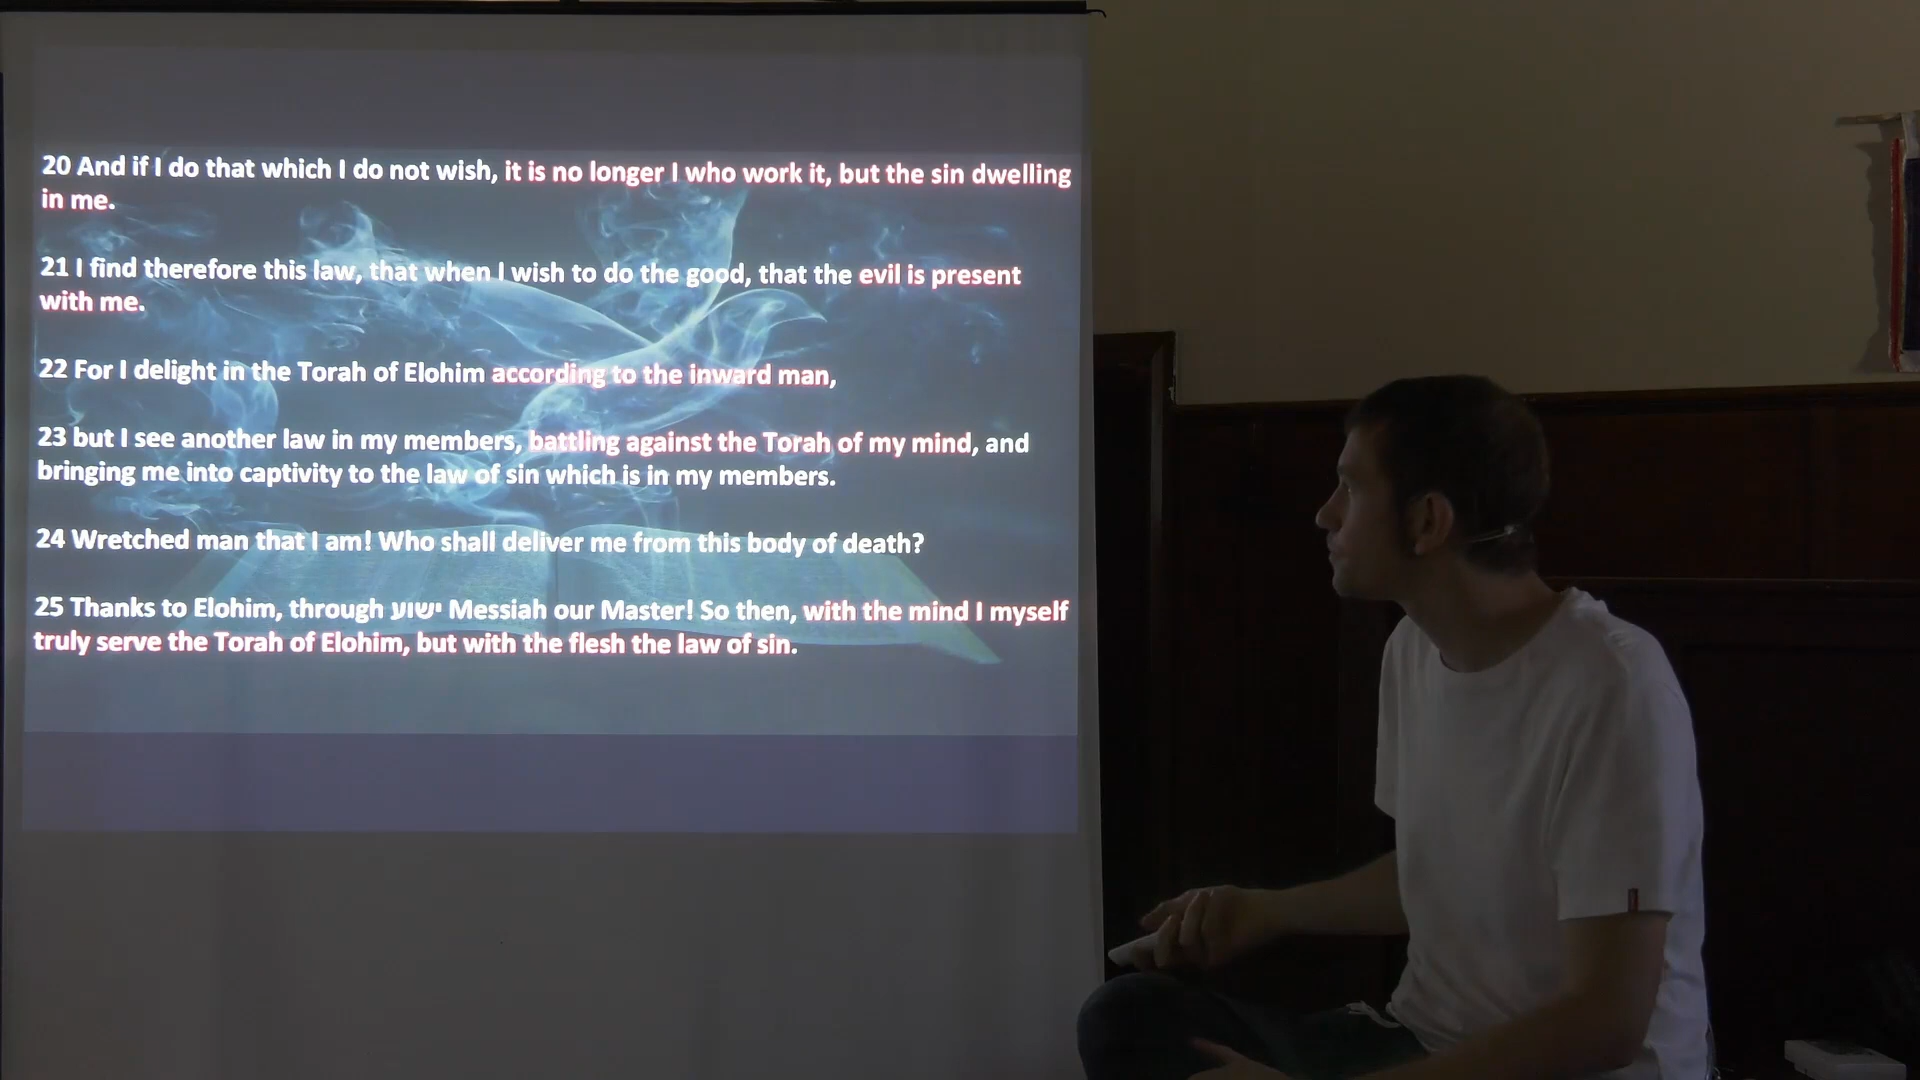 20 And if I do that which I do not wish, it is no longer I who work it, but the sin dwelling
in me.
21 I find therefore this law, that when I wish to do the good, that the evil is present
with me.
22 For I delight in the Torah of Elohim according to the inward man,
23 but I see another law in my members, battling against the Torah of my mind, and
bringing me into captivity to the law of sin which is in my members.
24 Wretched man that I am! Who shall deliver me from this body of death?
25 Thanks to Elohim, through ישוע Messiah our Master! So then, with the mind I myself
truly serve the Torah of Elohim, but with the flesh the law of sin.